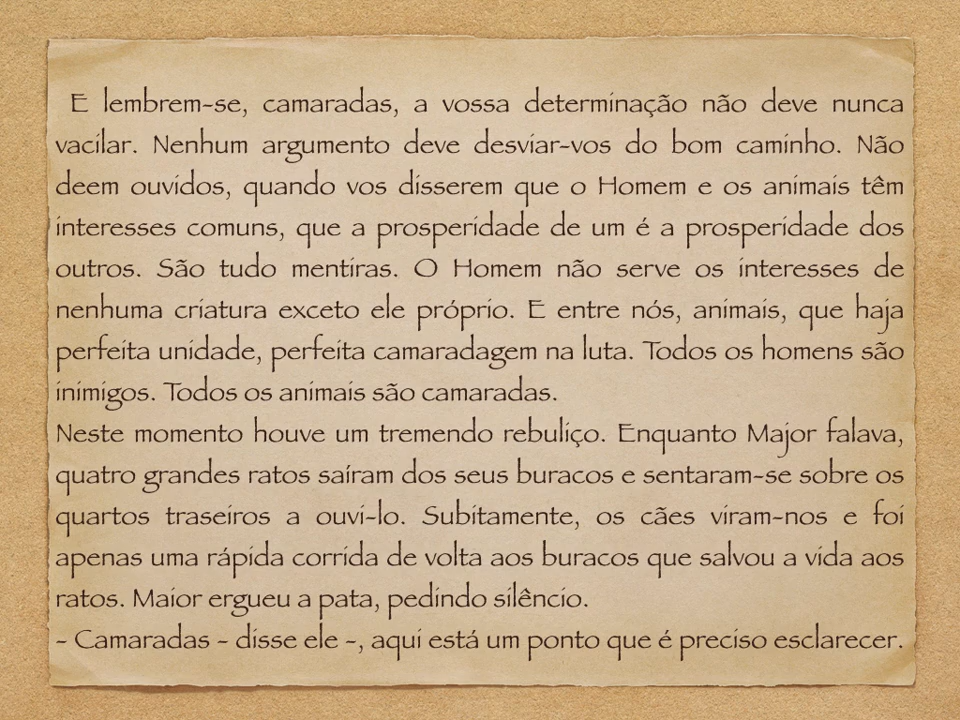 E lembrem-se, camaradas, a vossa determinação não deve nunca
vacilar. Nenhum argumento deve desviar-vos do bom caminho. Não
deem ouvidos, quando vos disserem que o Homem e os animais têm
interesses comuns, que a prosperidade de um é a prosperidade dos
outros. São tudo mentiras. O Homem não serve os interesses de
nenhuma criatura exceto ele próprio. E entre nós, animais, que haja
perfeita unidade, perfeita camaradagem na luta. Todos os homens são
inimigos. Todos os animais são camaradas.
Neste momento houve um tremendo rebuliço. Enquanto Major falava,
quatro grandes ratos saíram dos seus buracos e sentaram-se sobre os
quartos traseiros a ouvi-lo. Subitamente, os cães viram-nos e foi
apenas uma rápida corrida de volta aos buracos que salvou a vida aos
ratos. Maior ergueu a pata, pedindo silêncio.
- Camaradas - disse ele -, aqui está um ponto que é preciso esclarecer.